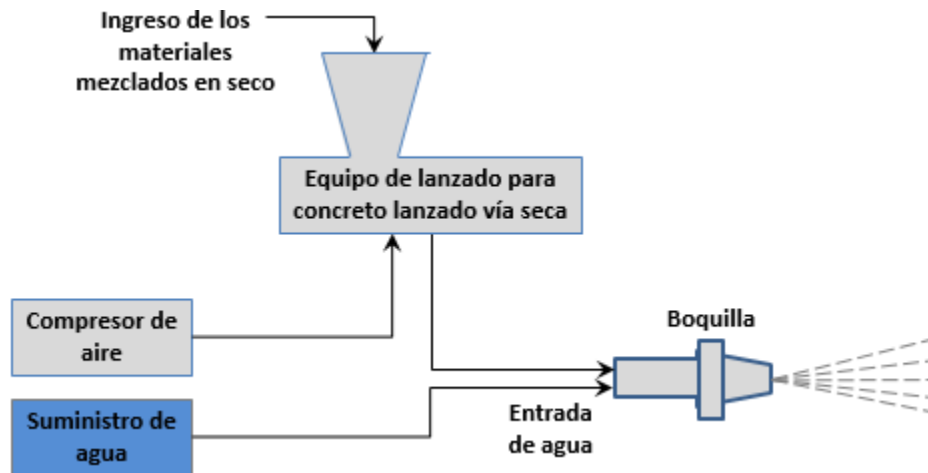 Ingreso de los
materiales
mezclados en seco
Equipo de lanzado para
concreto lanzado vía seca
Compresor de
aire
Boquilla
Suministro de
agua
Entrada
de agua